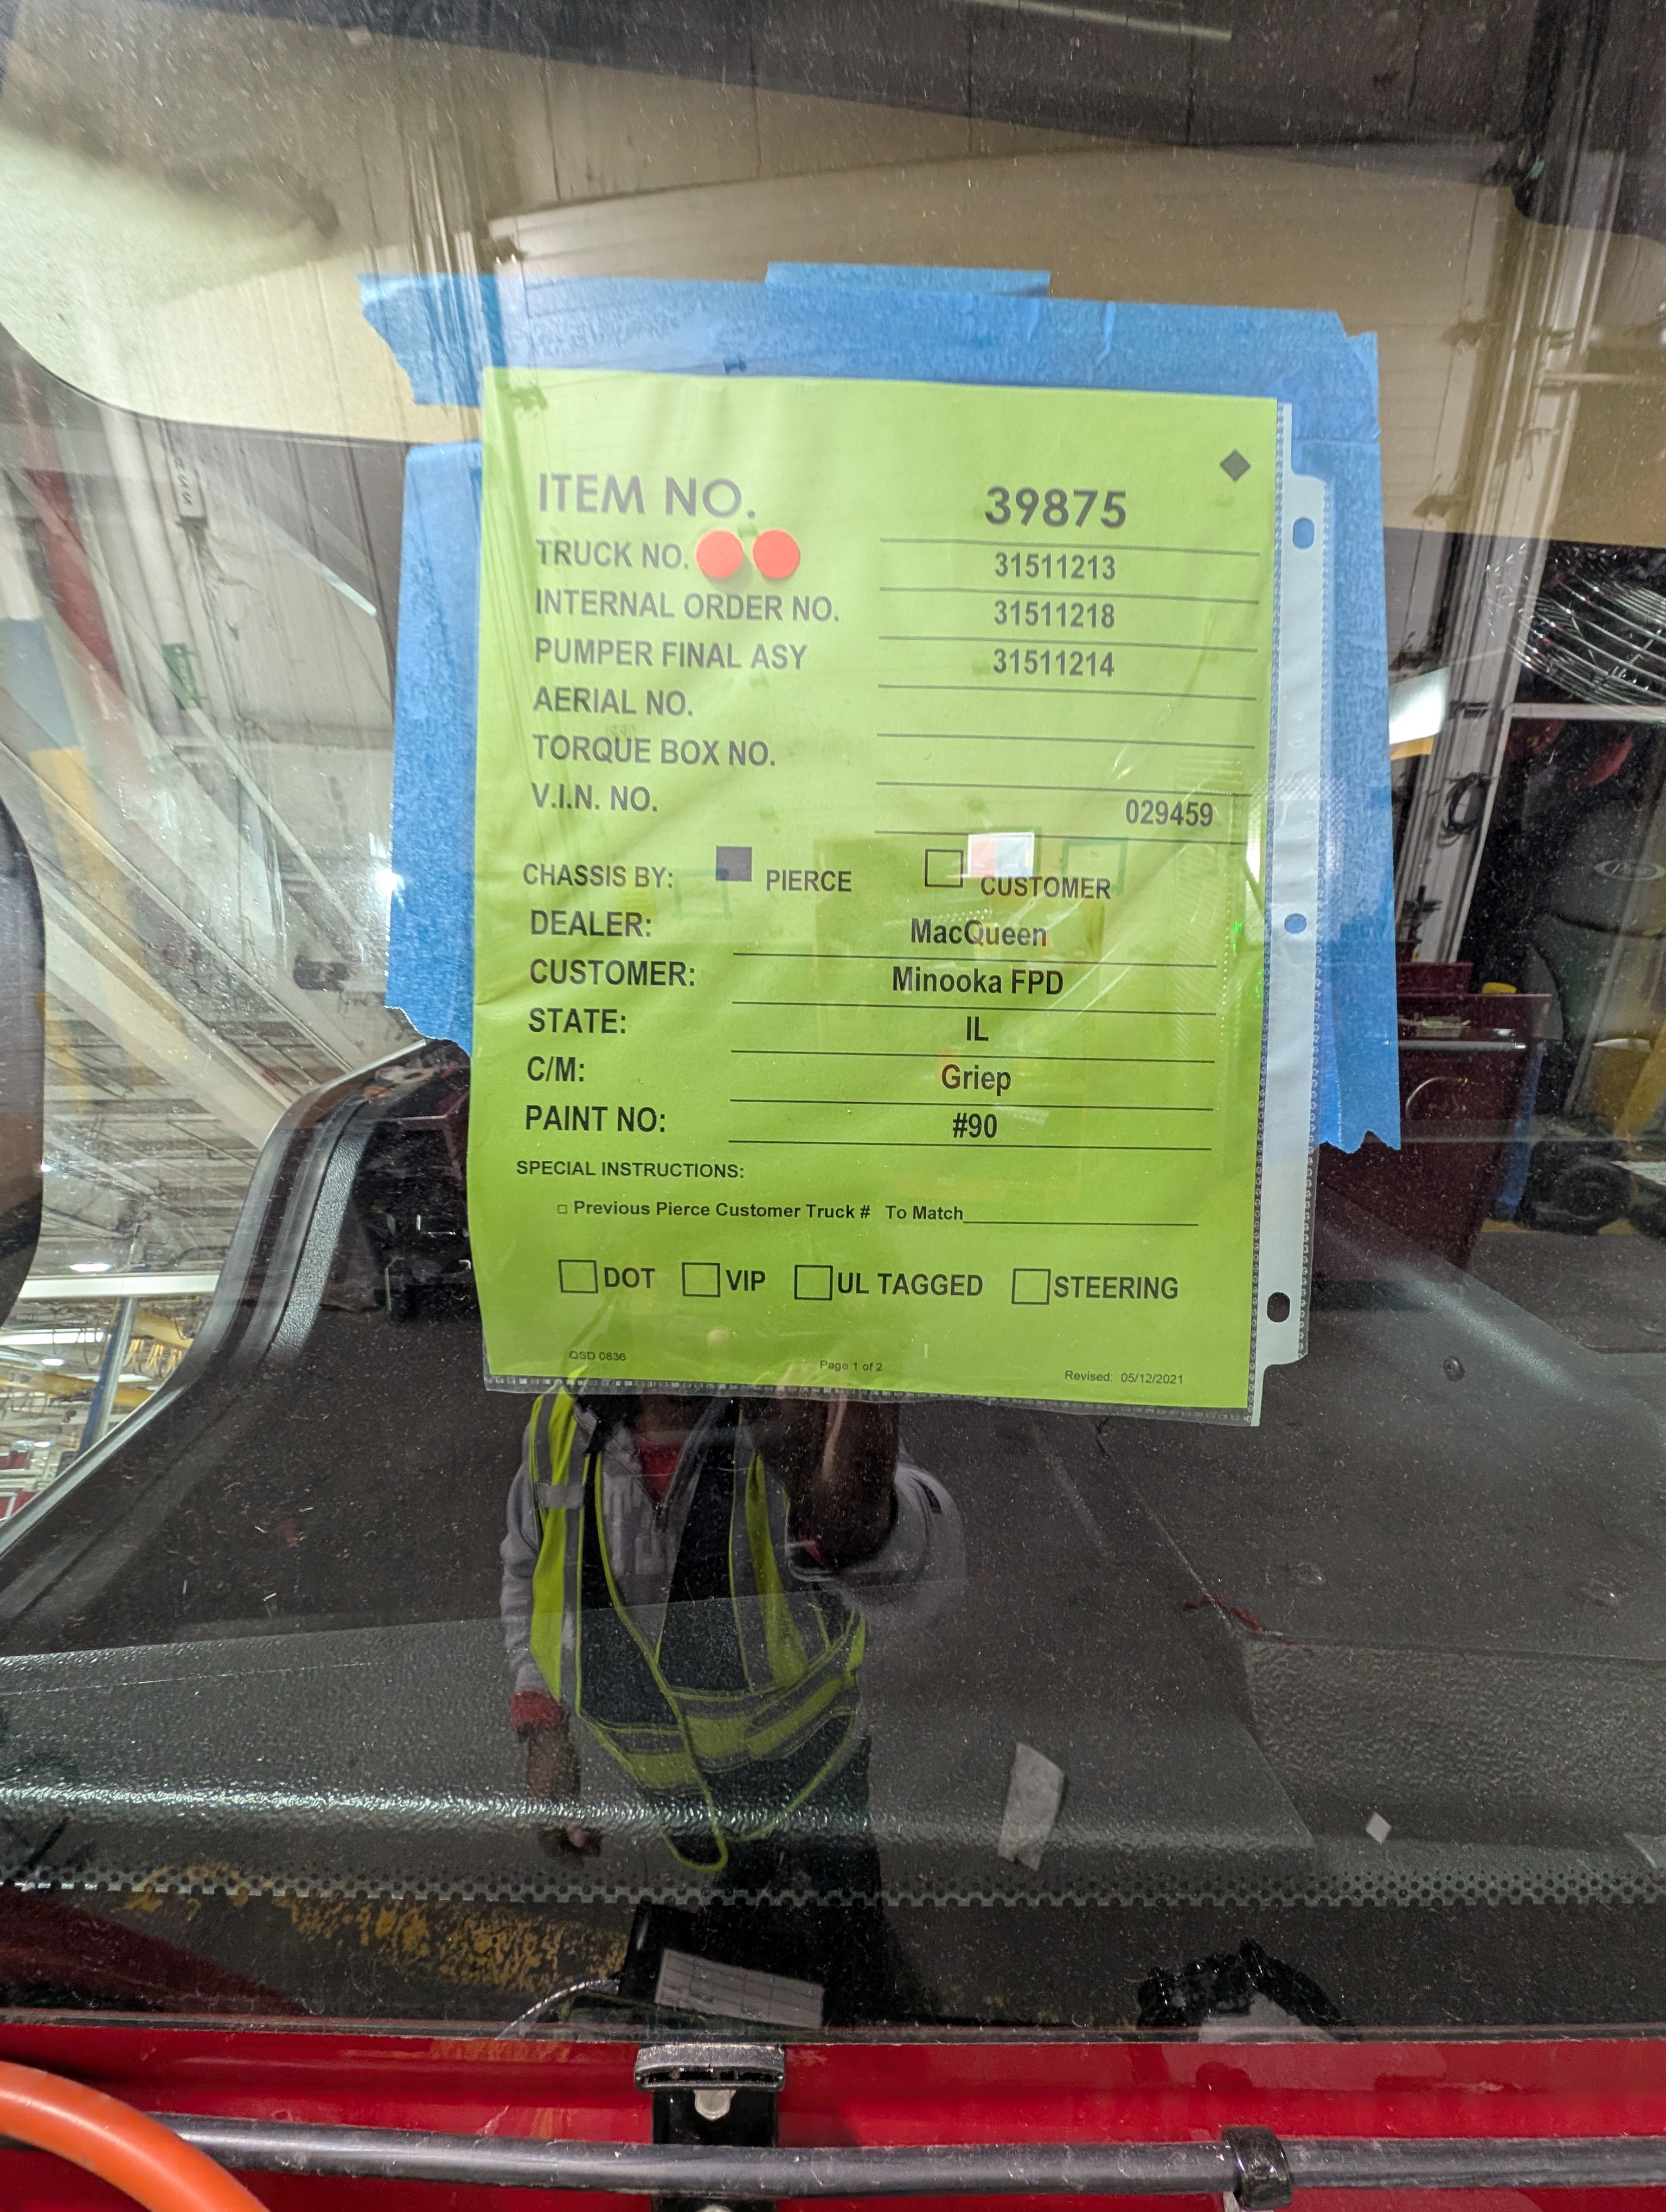 ITEM NO. 39875
TRUCK NO. 31511213
INTERNAL ORDER NO. 31511218
PUMPER FINAL ASY 31511214
AERIAL NO.
TORQUE BOX NO.
V.I.N. NO. 029459
CHASSIS BY: PIERCE CUSTOMER
DEALER: MacQueen
CUSTOMER: Minooka FPD
STATE: IL
C/M: Griep
PAINT NO: #90
SPECIAL INSTRUCTIONS:
Previous Pierce Customer Truck # To Match
DOT VIP UL TAGGED STEERING
QSD 0836 Page 1 of 2 Revised: 05/12/2021